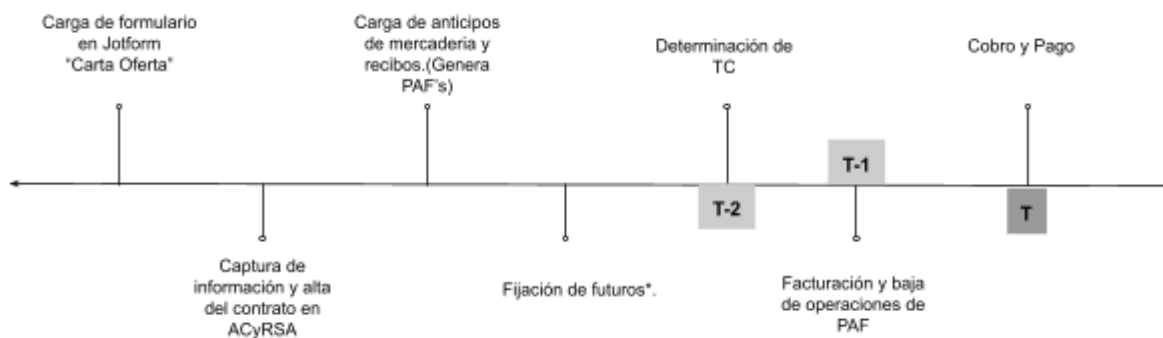 Carga de formulario
en Jotform
"Carta Oferta"
Carga de anticipos
de mercaderia y
recibos.(Genera
PAF's)
Determinación de
TC
Cobro y Pago
T-1
T-2
T
Captura de
información y alta
del contrato en
ACyRSA
Fijación de futuros*.
Facturación y baja
de operaciones de
PAF